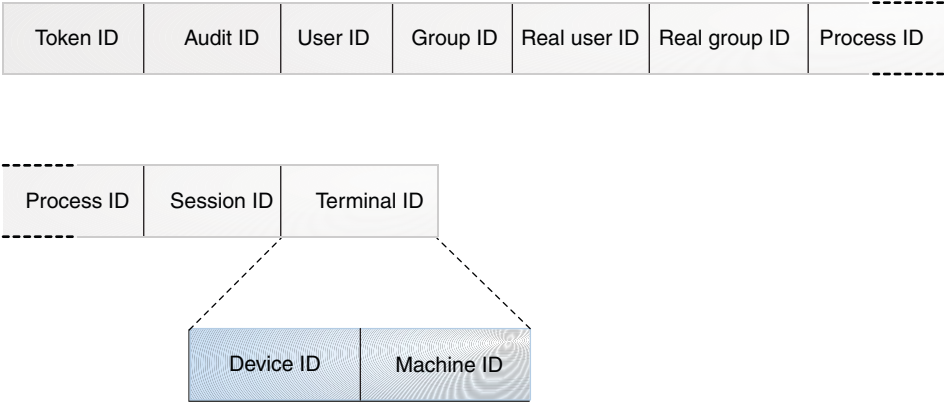 Token ID Audit ID User ID Group ID Real user ID Real group ID Process ID
Process ID Session ID Terminal ID
Device ID Machine ID